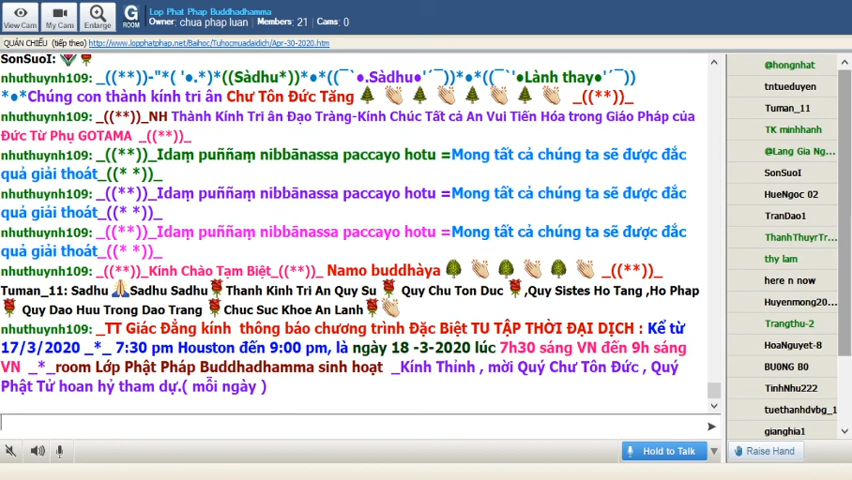 Lop Phat Phap Buddhadhamma
Owner: chua phap luan Members: 21 Cams: 0
View Cam
My Cam
Enlarge
G
ROOM
QUÁN CHIẾU (tiếp theo) http://www.lopphatphap.net/Baihoc/Tuhocmuadaidich/Apr-30-2020.htm
SonSuoI:
nhuthuynh109: _((**))-"*( '●.*)*((Sàdhu*))*●*●((¯`●.Sàdhu●'´¯))*●*●((¯`'●Lành thay●'´¯))
*●*Chúng con thành kính tri ân Chư Tôn Đức Tăng _((**))_
nhuthuynh109: _((**))_NH Thành Kính Tri ân Đạo Tràng-Kính Chúc Tất cả An Vui Tiến Hóa trong Giáo Pháp của
Đức Từ Phụ GOTAMA _((**))_
nhuthuynh109: _((**))_Idaṃ puññaṃ nibbānassa paccayo hotu =Mong tất cả chúng ta sẽ được đắc
quả giải thoát_((**))_
nhuthuynh109: _((**))_Idaṃ puññaṃ nibbānassa paccayo hotu =Mong tất cả chúng ta sẽ được đắc
quả giải thoát_((* *))_
nhuthuynh109: _((**))_Idaṃ puññaṃ nibbānassa paccayo hotu =Mong tất cả chúng ta sẽ được đắc
quả giải thoát_((* *))_
nhuthuynh109: _((**))_Kính Chào Tạm Biệt_((**))_ Namo buddhàya _((**))_
Tuman_11: Sadhu Sadhu Sadhu Thanh Kinh Tri An Quy Su Quy Chu Ton Duc ,Quy Sistes Ho Tang ,Ho Phap
Quy Dao Huu Trong Dao Trang Chuc Suc Khoe An Lanh
nhuthuynh109: _TT Giác Đẳng kính thông báo chương trình Đặc Biệt TU TẬP THỜI ĐẠI DỊCH : Kể từ
17/3/2020 _*_ 7:30 pm Houston đến 9:00 pm, là ngày 18 -3-2020 lúc 7h30 sáng VN đến 9h sáng
VN _*_room Lớp Phật Pháp Buddhadhamma sinh hoạt _Kính Thỉnh , mời Quý Chư Tôn Đức , Quý
Phật Tử hoan hỷ tham dự.( mỗi ngày )
Hold to Talk
Raise Hand
@hongnhat
tntueduyen
Tuman_11
TK minhhanh
@Lang Gia Ng...
SonSuoI
HueNgoc 02
TranDao1
ThanhThuyrTr...
thy lam
here n now
Huyenmong20...
Trangthu-2
HoaNguyet-8
BU0NG B0
TinhNhu222
tuethanhdvbg_1
gianghia1